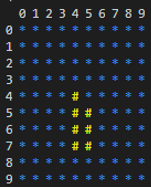 0 1 2 3 4 5 6 7 8 9
0 * * * * * * * * * *
1 * * * * * * * * * *
2 * * * * * * * * * *
3 * * * * * * * * * *
4 * * * * # * * * * *
5 * * * * # # * * * *
6 * * * * # # * * * *
7 * * * * # # * * * *
8 * * * * * * * * * *
9 * * * * * * * * * *